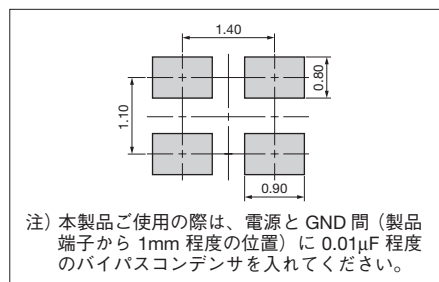 1.40
0.80
1.10
0.90
注) 本製品ご使用の際は、電源と GND 間（製品
端子から 1mm 程度の位置）に 0.01μF 程度
のバイパスコンデンサを入れてください。